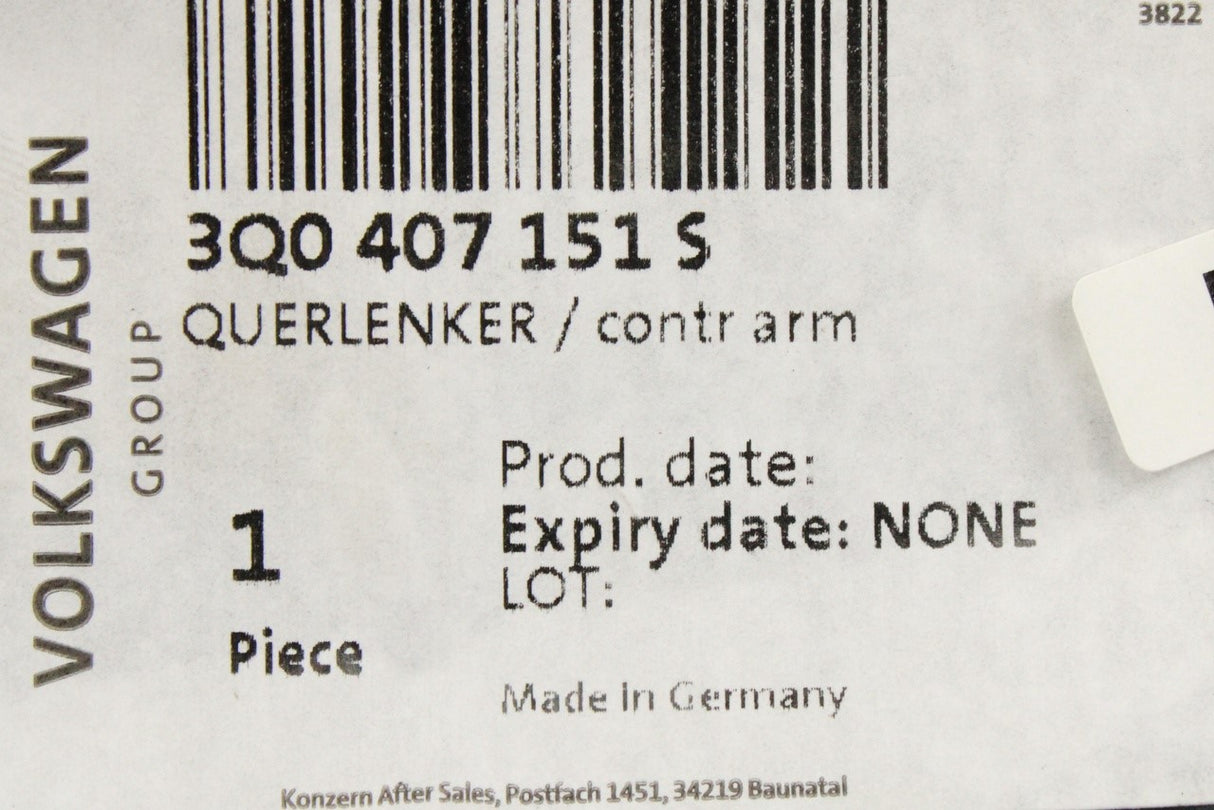 3822
3Q0 407 151 S
QUERLENKER / contr arm
VOLKSWAGEN
GROUP
Prod. date:
Expiry date: NONE
LOT:
1
Piece
Made in Germany
Konzern After Sales, Postfach 1451, 34219 Baunatal